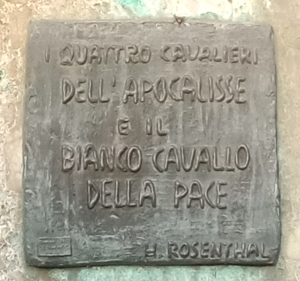 I QUATTRO CAVALIERI
DELL'APOCALISSE
E IL
BIANCO CAVALLO
DELLA PACE
H. ROSENTHAL